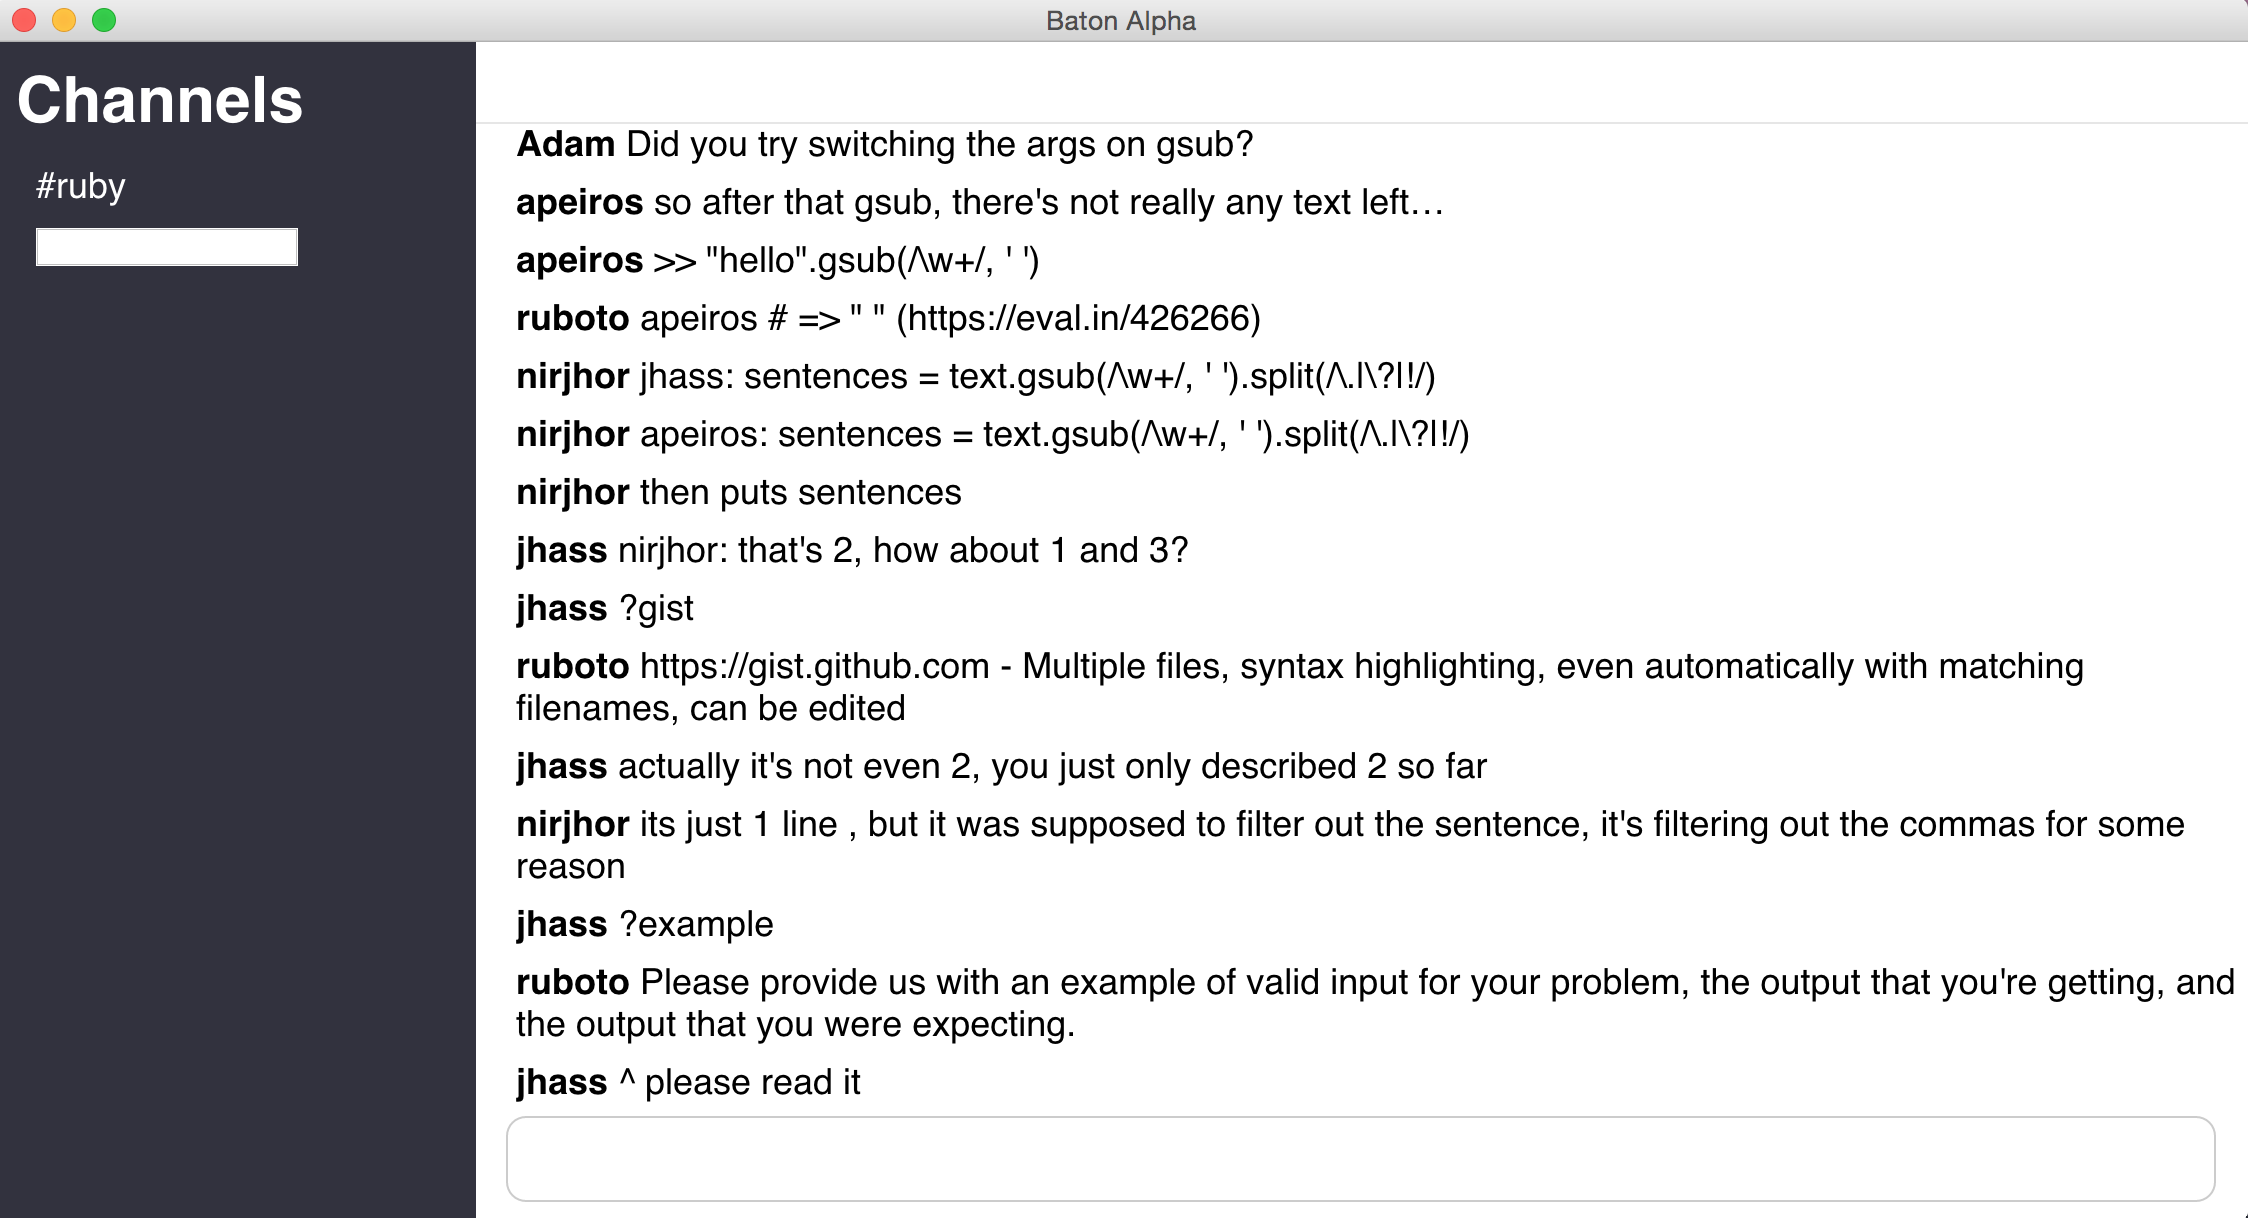 Baton Alpha
Channels
#ruby
Adam Did you try switching the args on gsub?
apeiros so after that gsub, there's not really any text left…
apeiros >> "hello".gsub(/\w+/, ' ')
ruboto apeiros # => " " (https://eval.in/426266)
nirjhor jhass: sentences = text.gsub(/\w+/, ' ').split(/\.|\?|!/)
nirjhor apeiros: sentences = text.gsub(/\w+/, ' ').split(/\.|\?|!/)
nirjhor then puts sentences
jhass nirjhor: that's 2, how about 1 and 3?
jhass ?gist
ruboto https://gist.github.com - Multiple files, syntax highlighting, even automatically with matching
filenames, can be edited
jhass actually it's not even 2, you just only described 2 so far
nirjhor its just 1 line , but it was supposed to filter out the sentence, it's filtering out the commas for some
reason
jhass ?example
ruboto Please provide us with an example of valid input for your problem, the output that you're getting, and
the output that you were expecting.
jhass ^ please read it